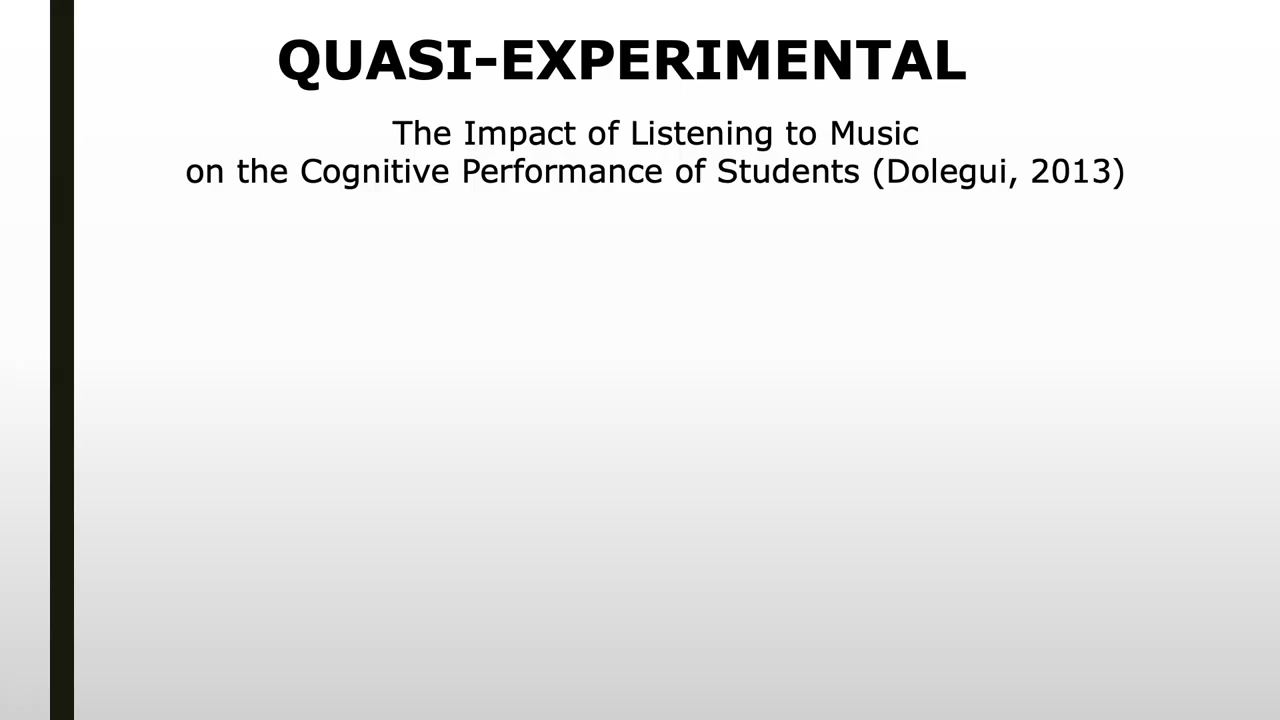 QUASI-EXPERIMENTAL
The Impact of Listening to Music
on the Cognitive Performance of Students (Dolegui, 2013)